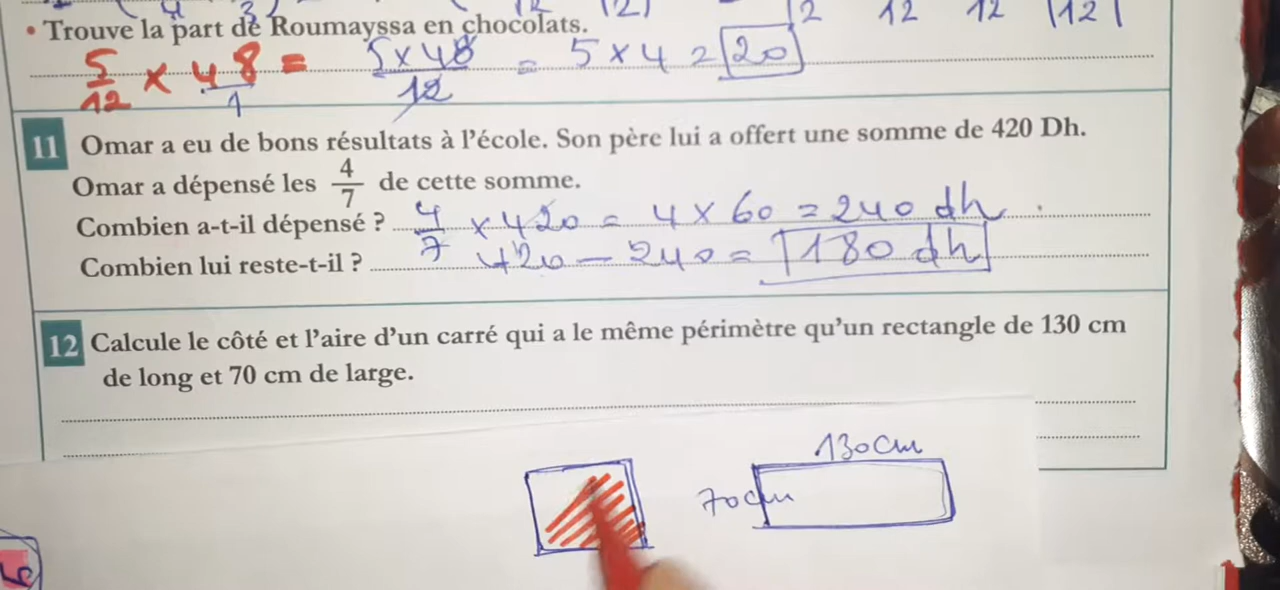 • Trouve la part de Roumayssa en chocolats.
5/12 × 48/1 = 5 × 48/12 = 5 × 4 = 20
11 Omar a eu de bons résultats à l'école. Son père lui a offert une somme de 420 Dh.
Omar a dépensé les 4/7 de cette somme.
Combien a-t-il dépensé ? 4/7 × 420 = 4 × 60 = 240 dh
Combien lui reste-t-il ? 420 - 240 = 180 dh
12 Calcule le côté et l'aire d'un carré qui a le même périmètre qu'un rectangle de 130 cm
de long et 70 cm de large.
130 cm
70 cm